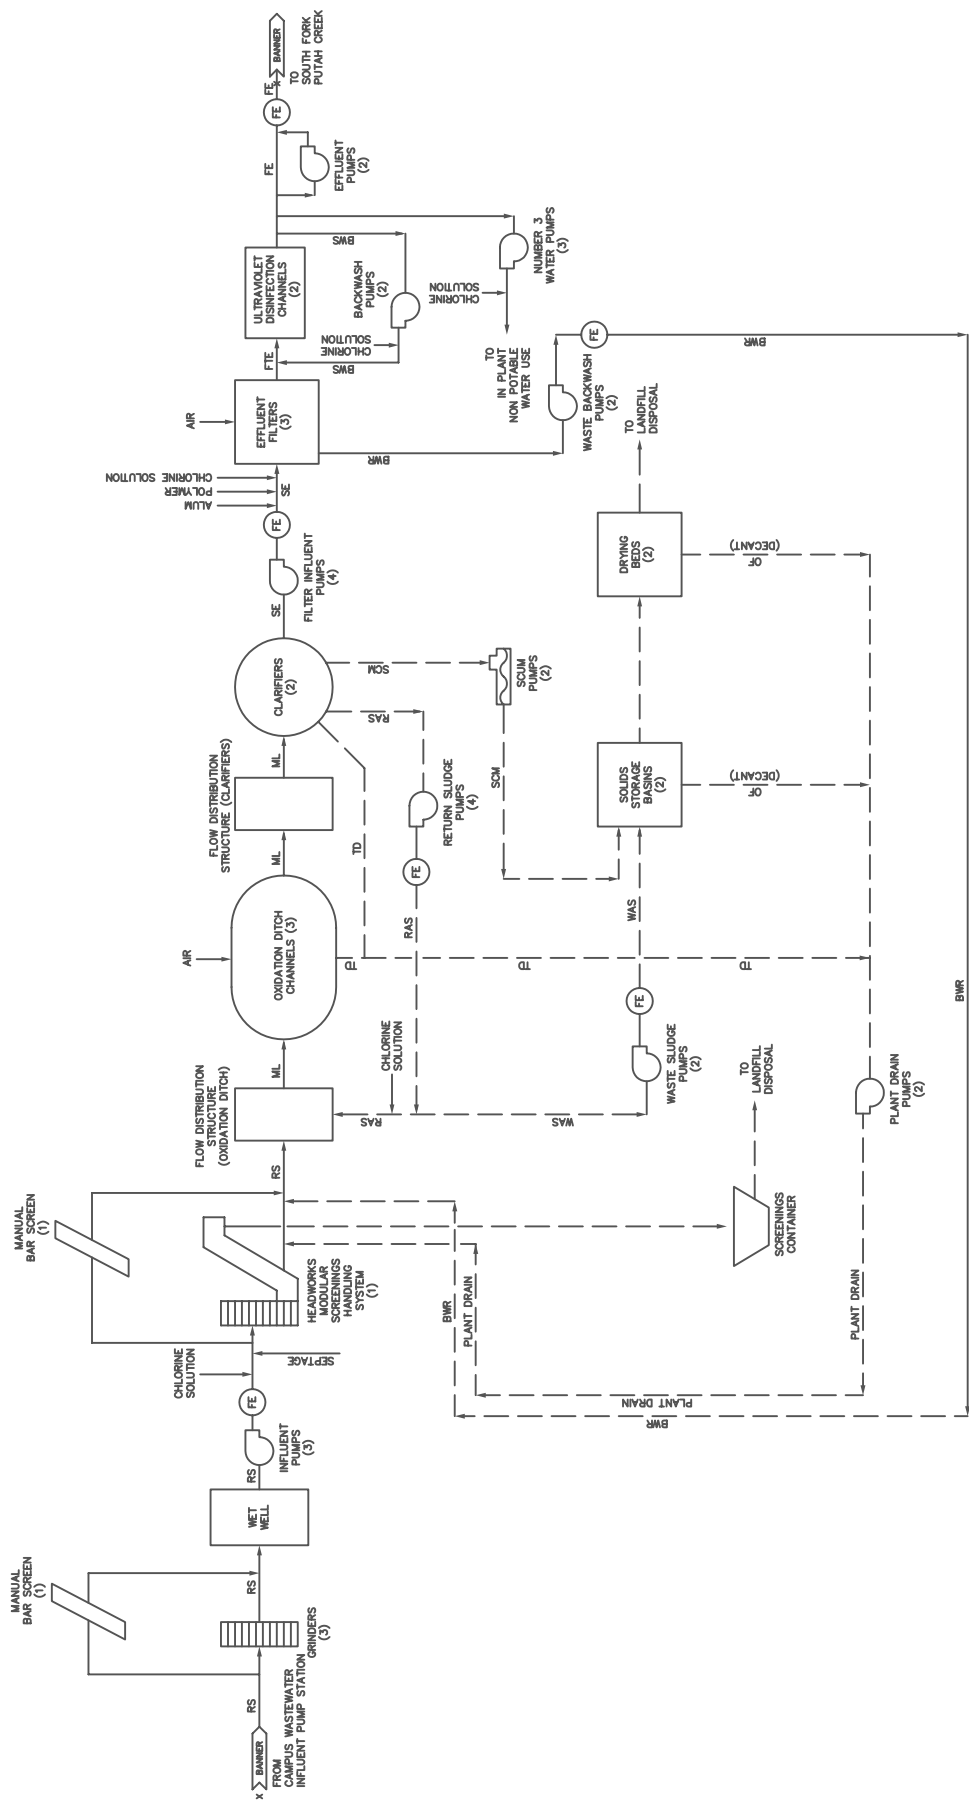 X
BANNER
FROM
CAMPUS WASTEWATER
INFLUENT PUMP STATION
RS
MANUAL
BAR SCREEN
(1)
GRINDERS
(3)
RS
WET
WELL
RS
INFLUENT
PUMPS
(3)
FE
CHLORINE
SOLUTION
SEPTAGE
MANUAL
BAR SCREEN
(1)
HEADWORKS
MODULAR
SCREENINGS
HANDLING
SYSTEM
(1)
RS
FLOW DISTRIBUTION
STRUCTURE
(OXIDATION DITCH)
ML
AIR
OXIDATION DITCH
CHANNELS (3)
ML
FLOW DISTRIBUTION
STRUCTURE (CLARIFIERS)
ML
CLARIFIERS
(2)
SE
FILTER INFLUENT
PUMPS
(4)
FE
ALUM
POLYMER
CHLORINE SOLUTION
SE
AIR
EFFLUENT
FILTERS
(3)
FTE
ULTRAVIOLET
DISINFECTION
CHANNELS
(2)
FE
EFFLUENT
PUMPS
(2)
FE
FE
X
BANNER
TO
SOUTH FORK
PUTAH CREEK
BWS
BACKWASH
PUMPS
(2)
CHLORINE
SOLUTION
BWS
NUMBER 3
WATER PUMPS
(3)
CHLORINE
SOLUTION
TO
IN PLANT
NON POTABLE
WATER USE
BWR
WASTE BACKWASH
PUMPS
(2)
FE
BWR
SCM
SCUM
PUMPS
(2)
SCM
RAS
RETURN SLUDGE
PUMPS
(4)
FE
RAS
TD
CHLORINE
SOLUTION
RAS
WAS
WASTE SLUDGE
PUMPS
(2)
FE
WAS
SOLIDS
STORAGE
BASINS
(2)
OF
(DECANT)
DRYING
BEDS
(2)
OF
(DECANT)
TO
LANDFILL
DISPOSAL
PLANT DRAIN
PUMPS
(2)
PLANT DRAIN
PLANT DRAIN
PLANT DRAIN
BWR
BWR
BWR
SCREENINGS
CONTAINER
TO
LANDFILL
DISPOSAL